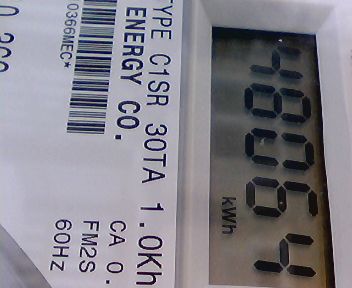 48064
kWh
TYPE C1SR 30TA 1.0Kh
ENERGY CO.
CA 0.
FM2S
60Hz
0366MEC*